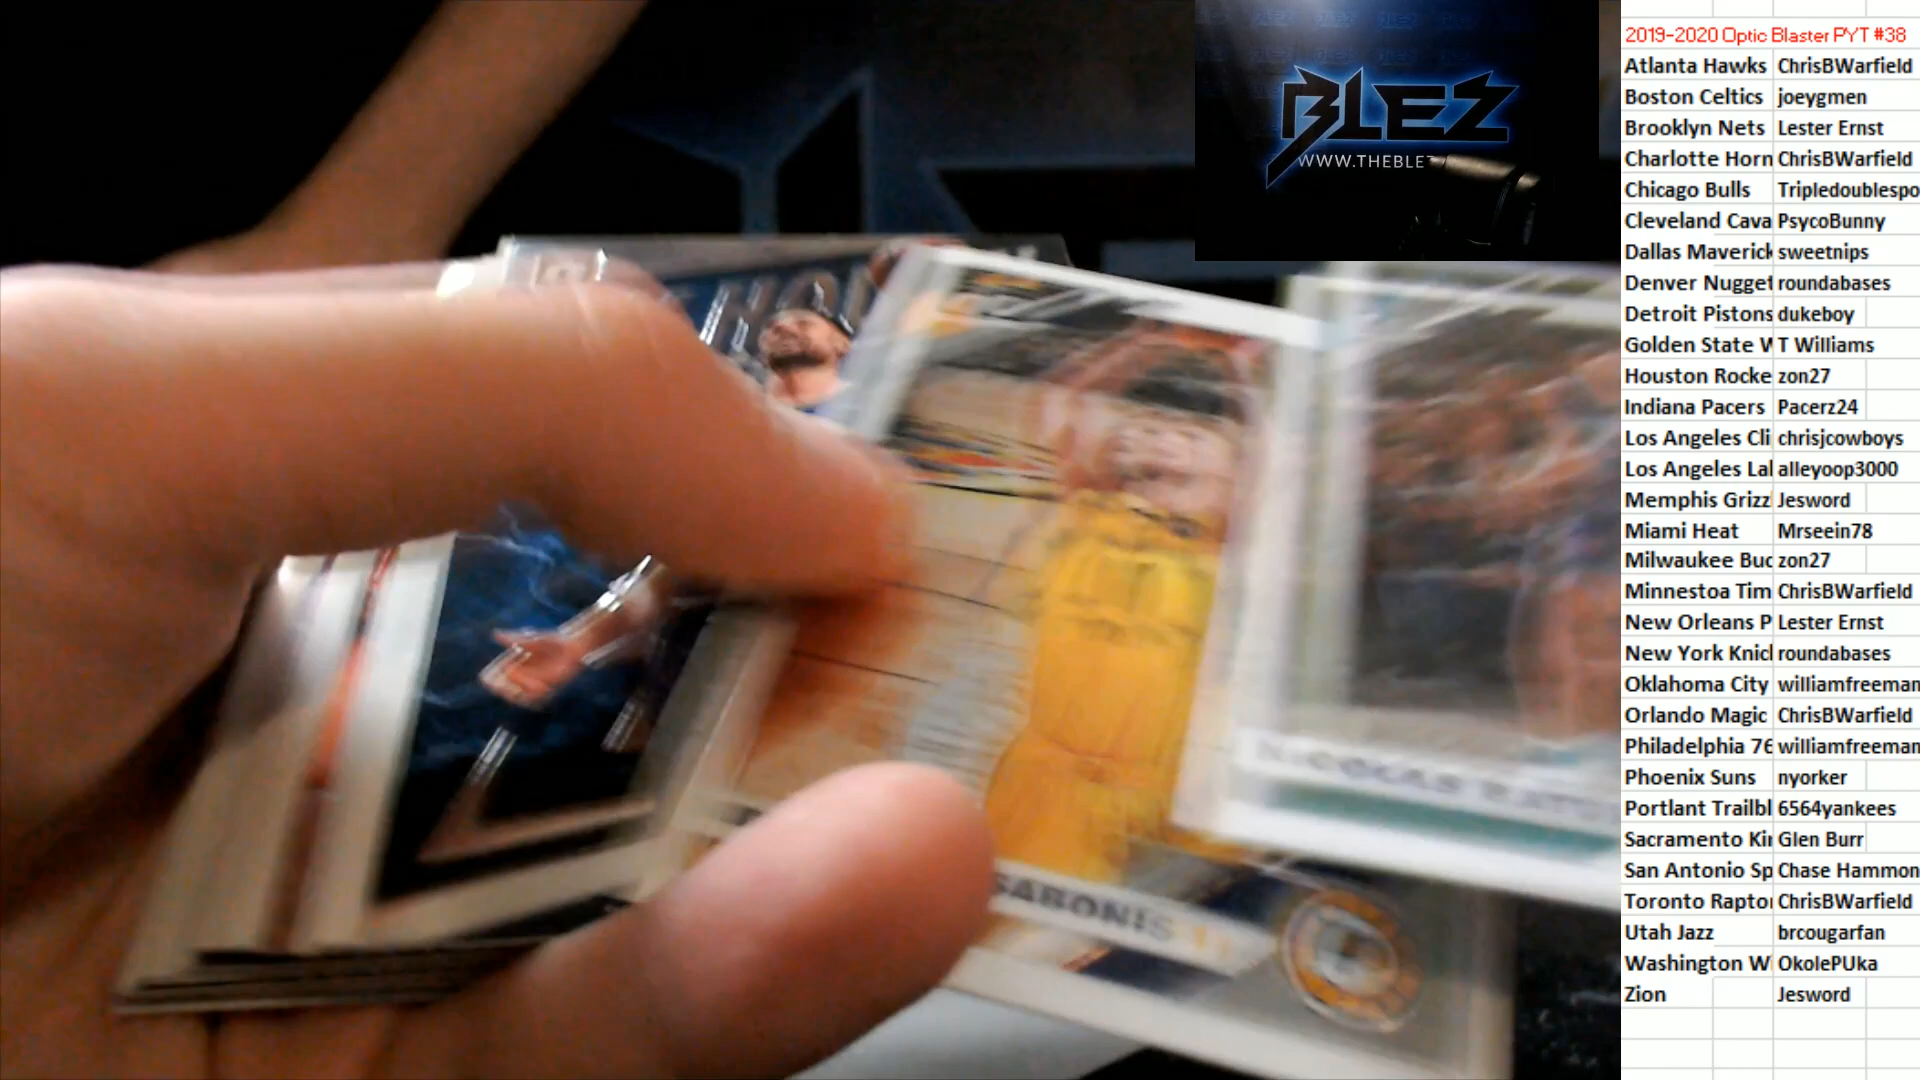 BLEZ
WWW.THEBLEZ
2019-2020 Optic Blaster PYT #38
Atlanta Hawks ChrisBWarfield
Boston Celtics joeygmen
Brooklyn Nets Lester Ernst
Charlotte Horn ChrisBWarfield
Chicago Bulls Tripledoublespo
Cleveland Cava PsycoBunny
Dallas Maverick sweetnips
Denver Nugget roundabases
Detroit Pistons dukeboy
Golden State W T Williams
Houston Rocke zon27
Indiana Pacers Pacerz24
Los Angeles Cli chrisjcowboys
Los Angeles Lal alleyoop3000
Memphis Grizz Jesword
Miami Heat Mrseein78
Milwaukee Buc zon27
Minnestoa Tim ChrisBWarfield
New Orleans P Lester Ernst
New York Knicl roundabases
Oklahoma City williamfreeman
Orlando Magic ChrisBWarfield
Philadelphia 76 williamfreeman
Phoenix Suns nyorker
Portlant Trailbl 6564yankees
Sacramento Kin Glen Burr
San Antonio Sp Chase Hammon
Toronto Rapto ChrisBWarfield
Utah Jazz brcougarfan
Washington Wi OkolePUka
Zion Jesword
SABONIS